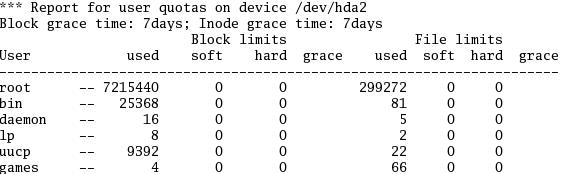 *** Report for user quotas on device /dev/hda2
Block grace time: 7days; Inode grace time: 7days
                        Block limits                File limits
User            used    soft    hard  grace    used  soft  hard  grace
----------------------------------------------------------------------
root      -- 7215440       0       0         299272     0     0
bin       --   25368       0       0             81     0     0
daemon    --      16       0       0              5     0     0
lp        --       8       0       0              2     0     0
uucp      --    9392       0       0             22     0     0
games     --       4       0       0             66     0     0